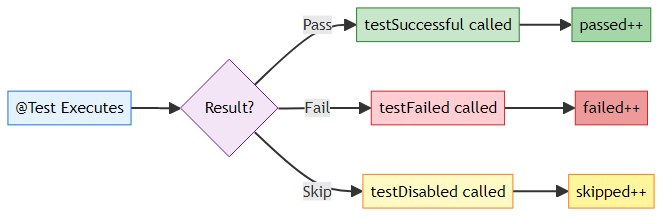 Pass
testSuccessful called
passed++
@Test Executes
Result?
Fail
testFailed called
failed++
Skip
testDisabled called
skipped++